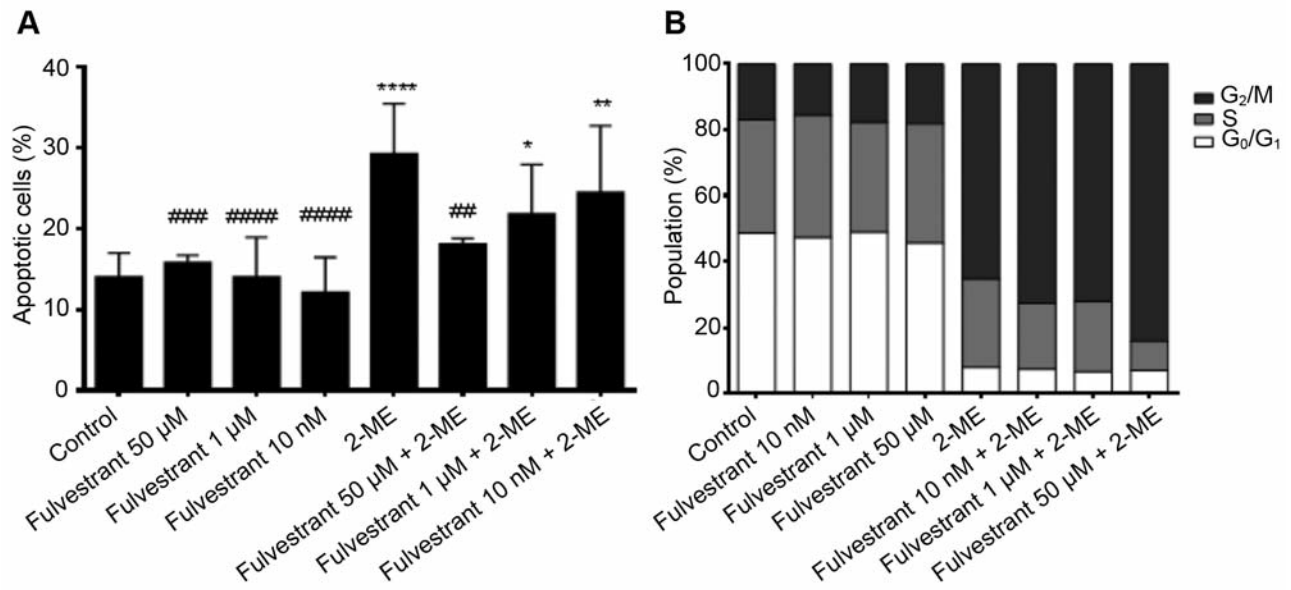 A
Apoptotic cells (%)
40
30
20
10
0
###
####
####
****
##
*
**
Control
Fulvestrant 50 µM
Fulvestrant 1 µM
Fulvestrant 10 nM
2-ME
Fulvestrant 50 µM + 2-ME
Fulvestrant 1 µM + 2-ME
Fulvestrant 10 nM + 2-ME
B
Population (%)
100
80
60
40
20
0
G₂/M
S
G₀/G₁
Control
Fulvestrant 10 nM
Fulvestrant 1 µM
Fulvestrant 50 µM
2-ME
Fulvestrant 10 nM + 2-ME
Fulvestrant 1 µM + 2-ME
Fulvestrant 50 µM + 2-ME